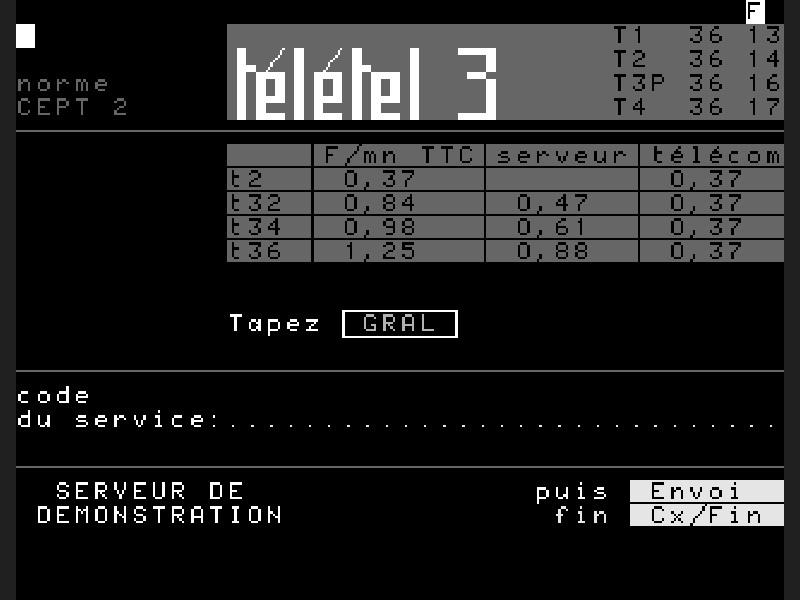 F
T1 36 13
T2 36 14
T3P 36 16
T4 36 17
télétel 3
norme
CEPT 2
F/mn TTC serveur télécom
t2 0,37 0,37
t32 0,84 0,47 0,37
t34 0,98 0,61 0,37
t36 1,25 0,88 0,37
Tapez GRAL
code
du service:.............................
SERVEUR DE puis Envoi
DEMONSTRATION fin Cx/Fin